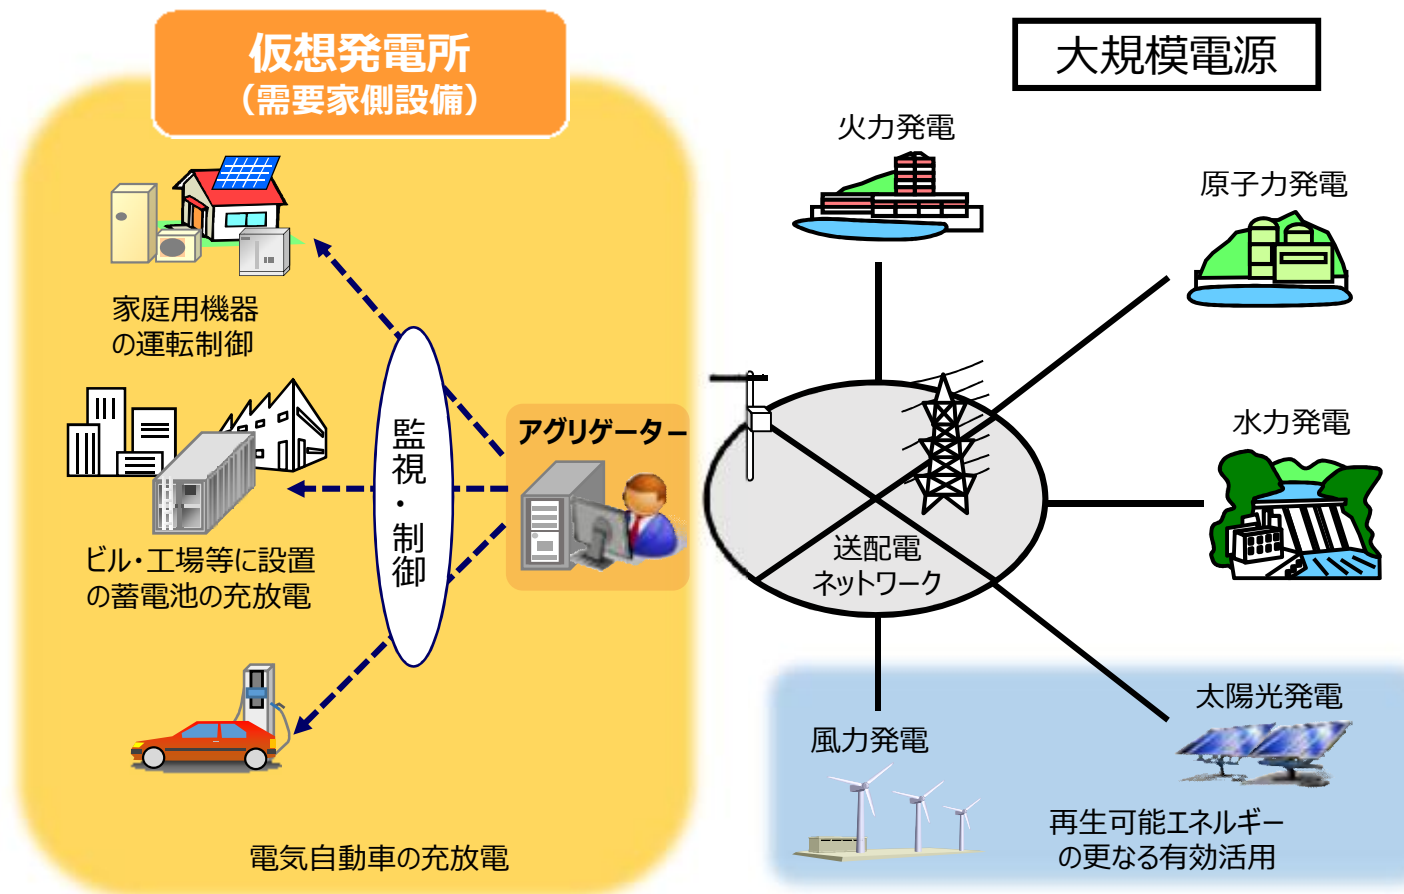 仮想発電所
（需要家側設備）
家庭用機器
の運転制御
ビル・工場等に設置
の蓄電池の充放電
電気自動車の充放電
監視・制御
アグリゲーター
大規模電源
火力発電
原子力発電
水力発電
送配電
ネットワーク
太陽光発電
風力発電
再生可能エネルギー
の更なる有効活用